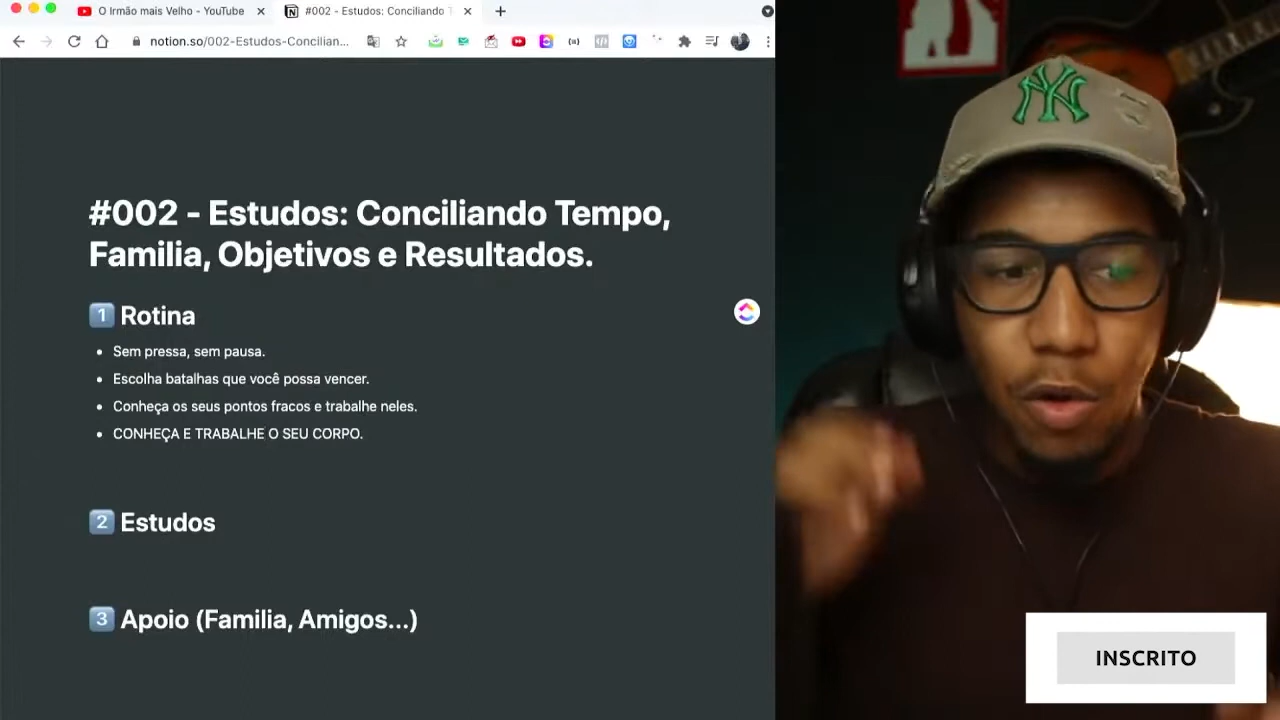 O Irmão mais Velho - YouTube
#002 - Estudos: Conciliando T
notion.so/002-Estudos-Concilian...
#002 - Estudos: Conciliando Tempo,
Familia, Objetivos e Resultados.
1 Rotina
Sem pressa, sem pausa.
Escolha batalhas que você possa vencer.
Conheça os seus pontos fracos e trabalhe neles.
CONHEÇA E TRABALHE O SEU CORPO.
2 Estudos
3 Apoio (Familia, Amigos...)
NY
INSCRITO